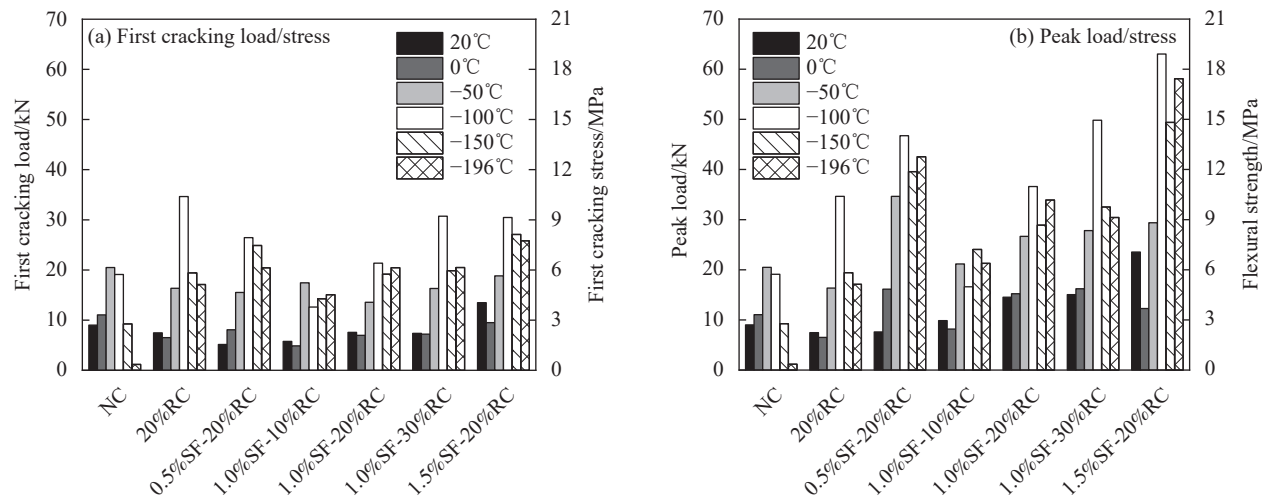 (a) First cracking load/stress
20℃
0℃
−50℃
−100℃
−150℃
−196℃
First cracking load/kN
70
60
50
40
30
20
10
0
First cracking stress/MPa
21
18
15
12
9
6
3
0
NC
20%RC
0.5%SF-20%RC
1.0%SF-10%RC
1.0%SF-20%RC
1.0%SF-30%RC
1.5%SF-20%RC
(b) Peak load/stress
20℃
0℃
−50℃
−100℃
−150℃
−196℃
Peak load/kN
70
60
50
40
30
20
10
0
Flexural strength/MPa
21
18
15
12
9
6
3
0
NC
20%RC
0.5%SF-20%RC
1.0%SF-10%RC
1.0%SF-20%RC
1.0%SF-30%RC
1.5%SF-20%RC